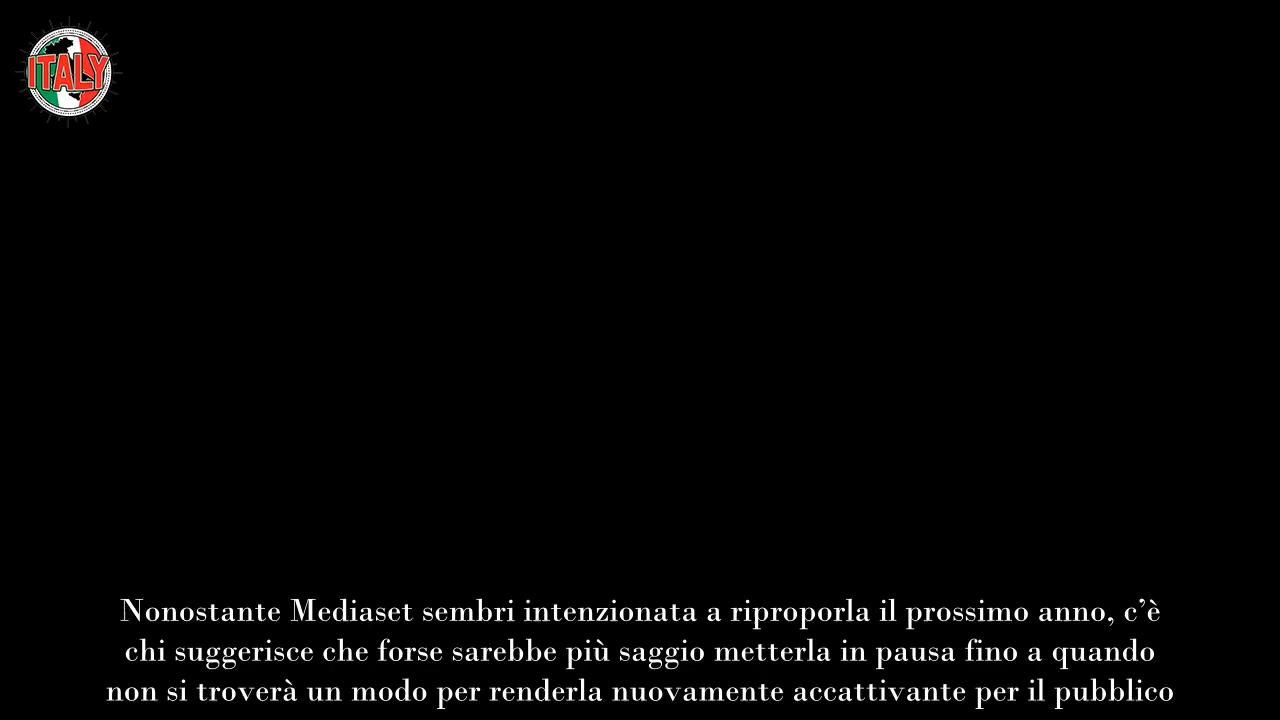 ITALY
Nonostante Mediaset sembri intenzionata a riproporla il prossimo anno, c’è
chi suggerisce che forse sarebbe più saggio metterla in pausa fino a quando
non si troverà un modo per renderla nuovamente accattivante per il pubblico